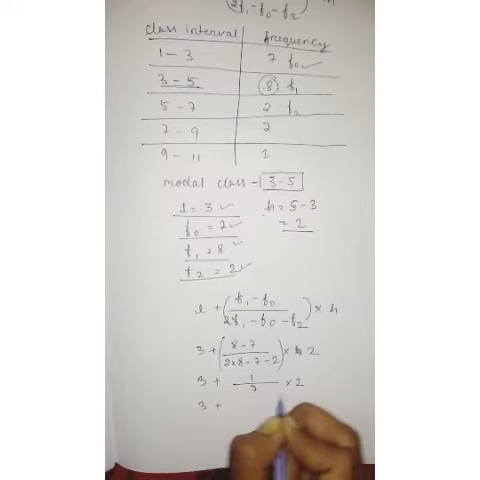 2f₁ - f₀ - f₂
class interval frequency
1 - 3 7 f₀ ✓
3 - 5 8 f₁
5 - 7 2 f₂
7 - 9 2
9 - 11 1
modal class - 3 - 5
l = 3 ✓ h = 5 - 3
f₀ = 7 ✓ = 2
f₁ = 8 ✓
f₂ = 2 ✓
l + (f₁ - f₀ / 2f₁ - f₀ - f₂) × h
3 + (8 - 7 / 2×8 - 7 - 2) × 2
3 + 1/7 × 2
3 +